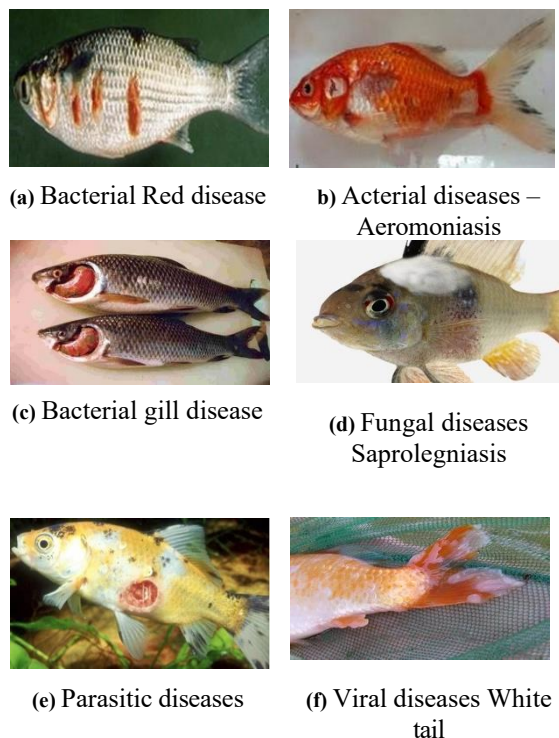 (a) Bacterial Red disease
b) Acterial diseases –
Aeromoniasis
(c) Bacterial gill disease
(d) Fungal diseases
Saprolegniasis
(e) Parasitic diseases
(f) Viral diseases White
tail